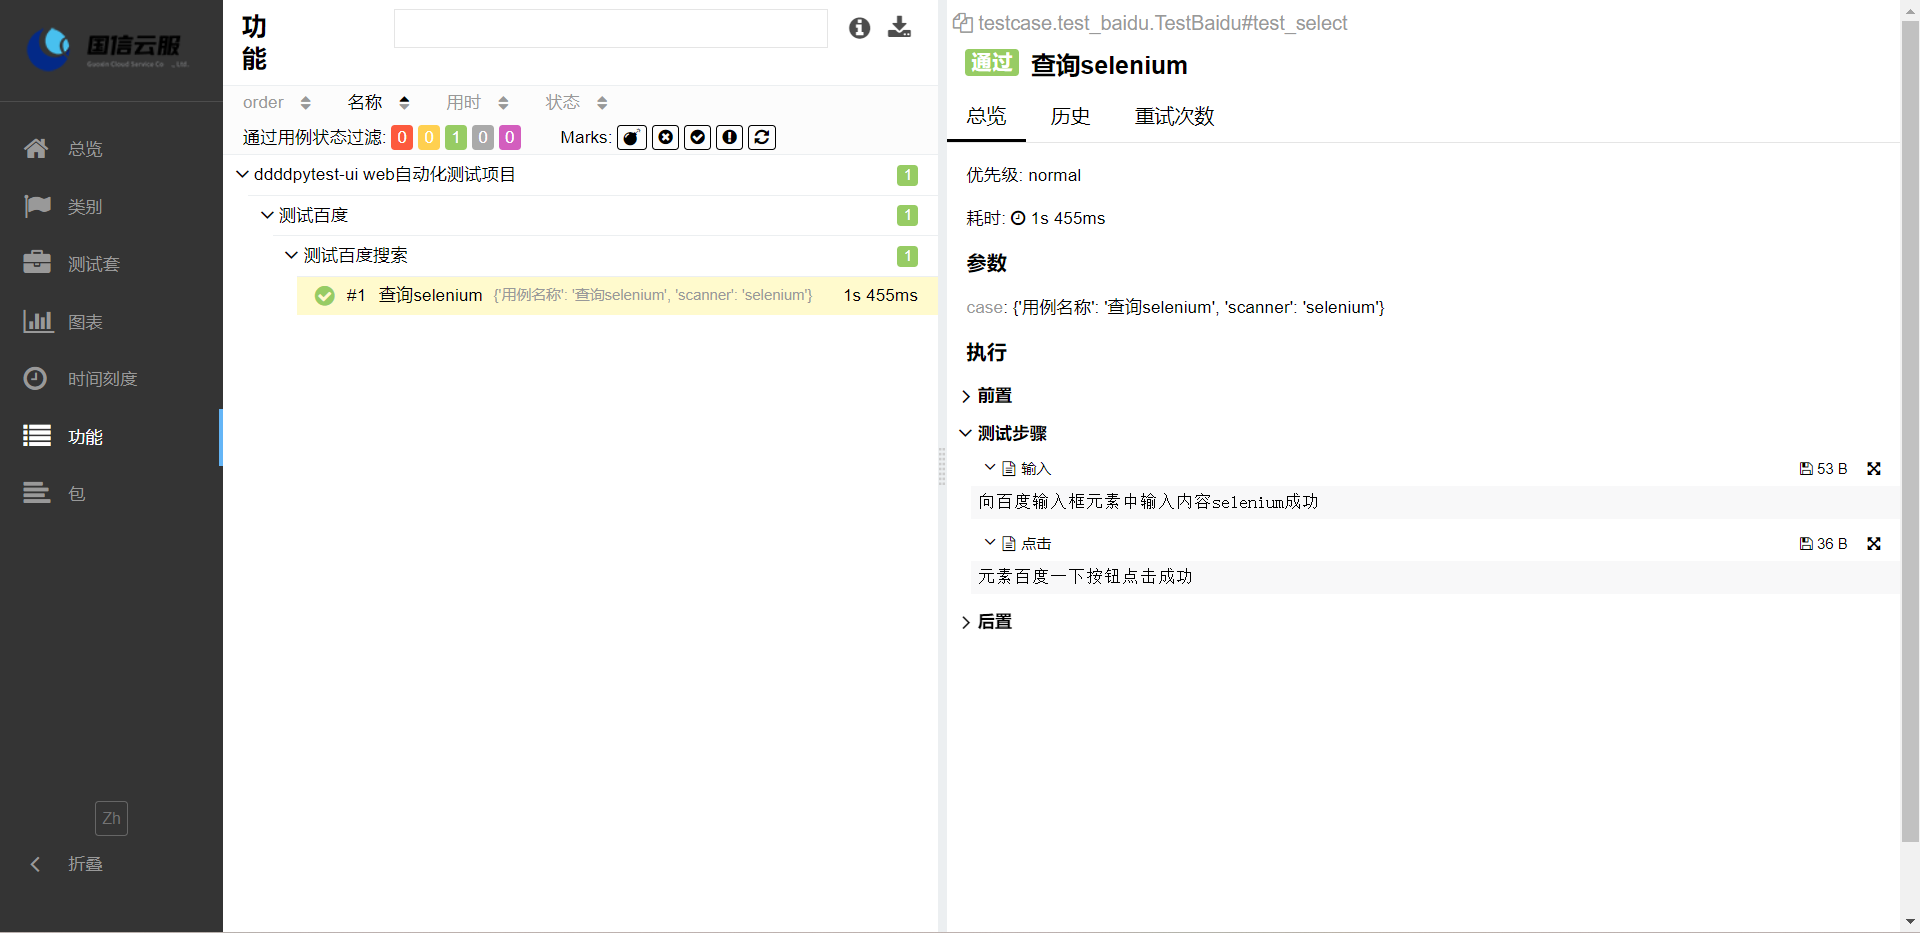 国信云服
Guoxin Cloud Service Co ., Ltd.
总览
类别
测试套
图表
时间刻度
功能
包
Zh
折叠
功能
order 名称 用时 状态
通过用例状态过滤: 0 0 1 0 0 Marks:
ddddpytest-ui web自动化测试项目 1
测试百度 1
测试百度搜索 1
#1 查询selenium {'用例名称': '查询selenium', 'scanner': 'selenium'} 1s 455ms
testcase.test_baidu.TestBaidu#test_select
通过 查询selenium
总览 历史 重试次数
优先级: normal
耗时: 1s 455ms
参数
case: {'用例名称': '查询selenium', 'scanner': 'selenium'}
执行
前置
测试步骤
输入 53 B
向百度输入框元素中输入内容selenium成功
点击 36 B
元素百度一下按钮点击成功
后置